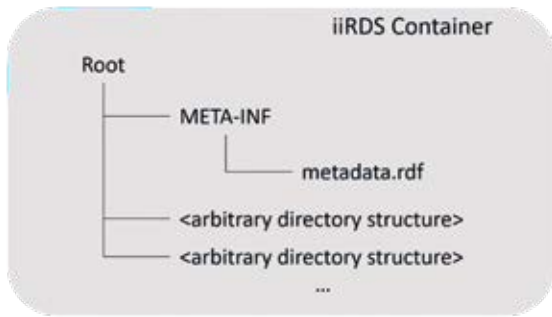 iiRDS Container
Root
META-INF
metadata.rdf
<arbitrary directory structure>
<arbitrary directory structure>
...